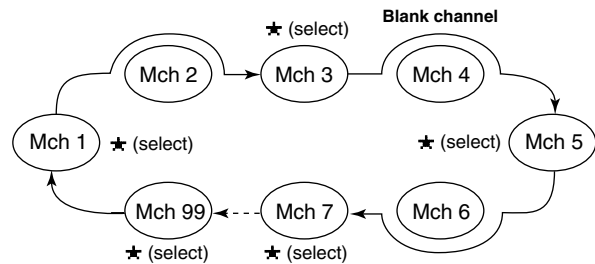 Blank channel
★ (select)
Mch 2
Mch 3
Mch 4
Mch 1
★ (select)
★ (select)
Mch 5
Mch 99
Mch 7
Mch 6
★ (select)
★ (select)